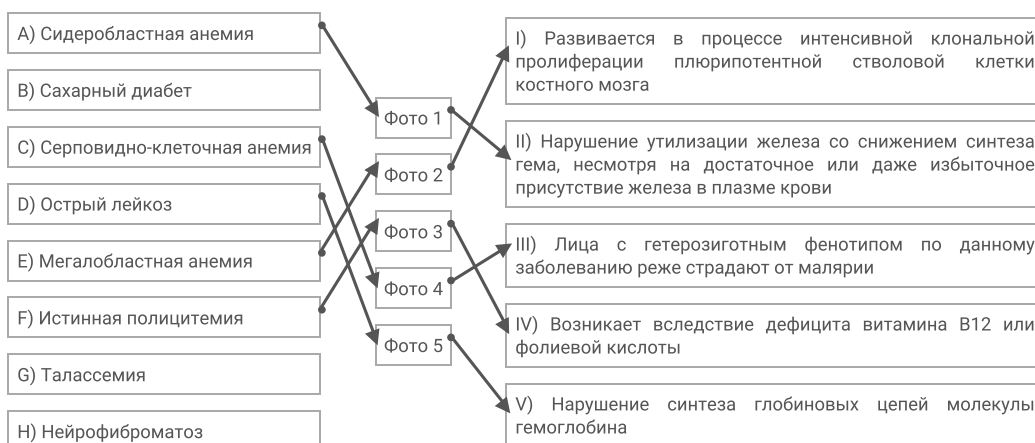 A) Сидеробластная анемия
B) Сахарный диабет
C) Серповидно-клеточная анемия
D) Острый лейкоз
E) Мегалобластная анемия
F) Истинная полицитемия
G) Талассемия
H) Нейрофиброматоз
Фото 1
Фото 2
Фото 3
Фото 4
Фото 5
I) Развивается в процессе интенсивной клональной
пролиферации плюрипотентной стволовой клетки
костного мозга
II) Нарушение утилизации железа со снижением синтеза
гема, несмотря на достаточное или даже избыточное
присутствие железа в плазме крови
III) Лица с гетерозиготным фенотипом по данному
заболеванию реже страдают от малярии
IV) Возникает вследствие дефицита витамина В12 или
фолиевой кислоты
V) Нарушение синтеза глобиновых цепей молекулы
гемоглобина